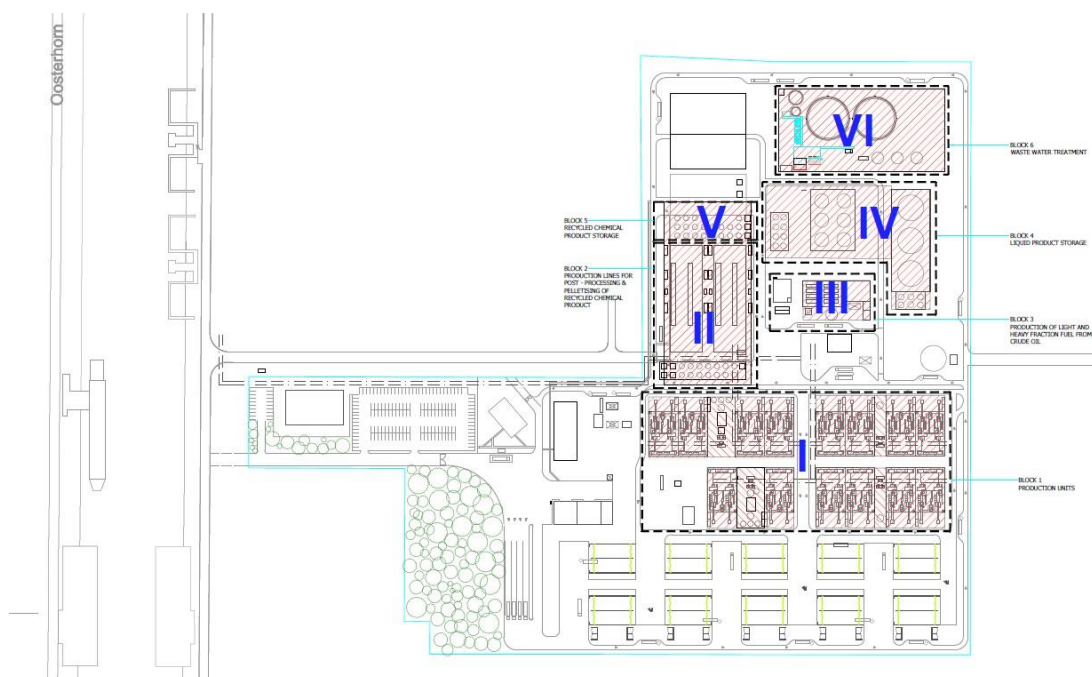 Oosterhorn
VI
BLOCK 6
WASTE WATER TREATMENT
IV
V
BLOCK 5
RECYCLED CHEMICAL
PRODUCT STORAGE
BLOCK 4
LIQUID PRODUCT STORAGE
BLOCK 2
PRODUCTION LINES FOR
POST - PROCESSING &
PELLETISING OF
RECYCLED CHEMICAL
PRODUCT
III
II
BLOCK 3
PRODUCTION OF LIGHT AND
HEAVY FRACTION FUEL FROM
CRUDE OIL
I
BLOCK 1
PRODUCTION UNITS